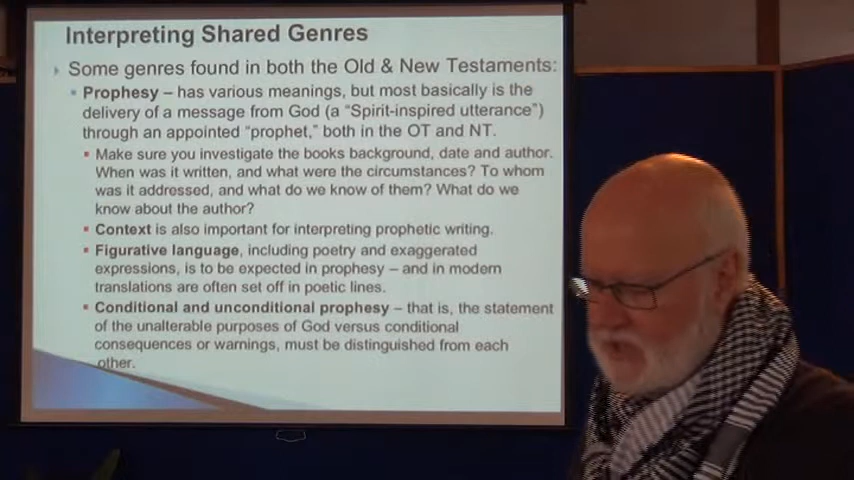 Interpreting Shared Genres
Some genres found in both the Old & New Testaments:
Prophesy – has various meanings, but most basically is the
delivery of a message from God (a “Spirit-inspired utterance”)
through an appointed “prophet,” both in the OT and NT.
Make sure you investigate the books background, date and author.
When was it written, and what were the circumstances? To whom
was it addressed, and what do we know of them? What do we
know about the author?
Context is also important for interpreting prophetic writing.
Figurative language, including poetry and exaggerated
expressions, is to be expected in prophesy – and in modern
translations are often set off in poetic lines.
Conditional and unconditional prophesy – that is, the statement
of the unalterable purposes of God versus conditional
consequences or warnings, must be distinguished from each
other.